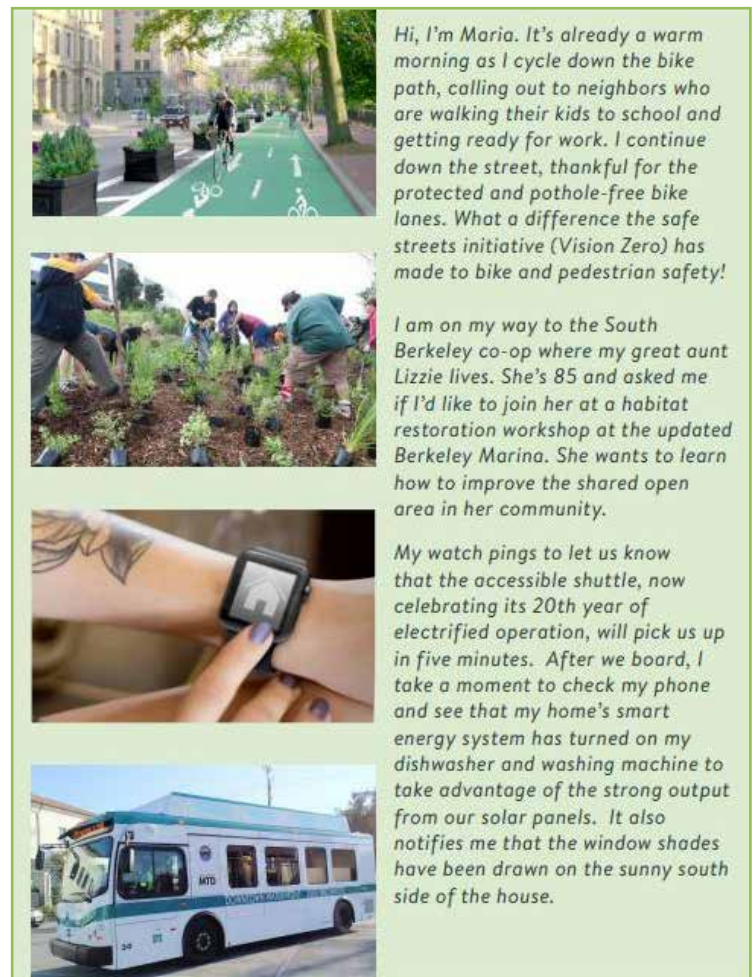 Hi, I'm Maria. It's already a warm
morning as I cycle down the bike
path, calling out to neighbors who
are walking their kids to school and
getting ready for work. I continue
down the street, thankful for the
protected and pothole-free bike
lanes. What a difference the safe
streets initiative (Vision Zero) has
made to bike and pedestrian safety!
I am on my way to the South
Berkeley co-op where my great aunt
Lizzie lives. She's 85 and asked me
if I'd like to join her at a habitat
restoration workshop at the updated
Berkeley Marina. She wants to learn
how to improve the shared open
area in her community.
My watch pings to let us know
that the accessible shuttle, now
celebrating its 20th year of
electrified operation, will pick us up
in five minutes.  After we board, I
take a moment to check my phone
and see that my home's smart
energy system has turned on my
dishwasher and washing machine to
take advantage of the strong output
from our solar panels.  It also
notifies me that the window shades
have been drawn on the sunny south
side of the house.
MTD